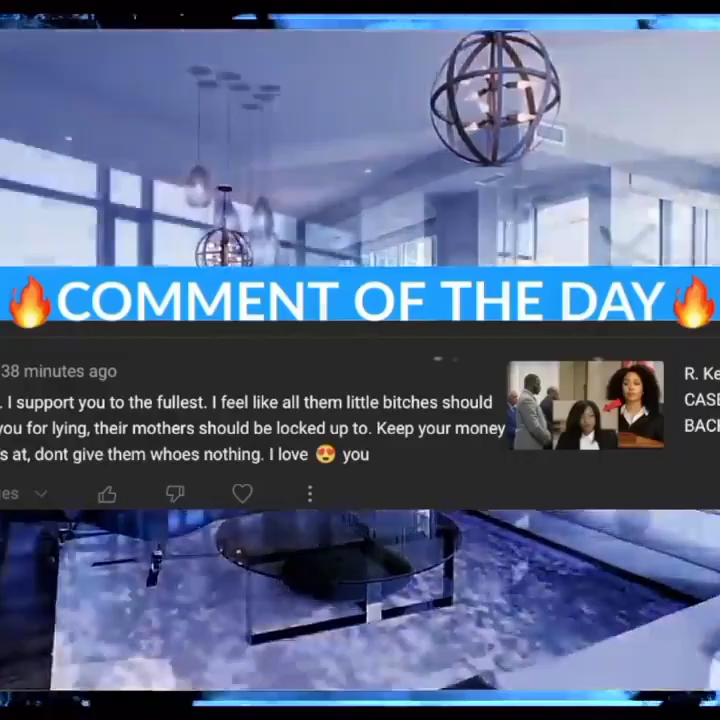 🔥COMMENT OF THE DAY🔥
38 minutes ago
. I support you to the fullest. I feel like all them little bitches should
you for lying, their mothers should be locked up to. Keep your money
s at, dont give them whoes nothing. I love 😍 you
es
R. Ke
CASE
BACK